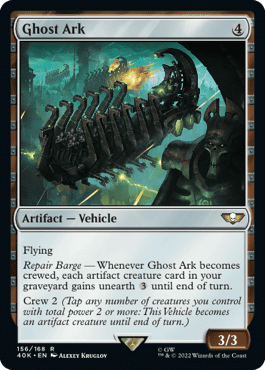 Ghost Ark 4
Artifact — Vehicle
Flying
Repair Barge — Whenever Ghost Ark becomes
crewed, each artifact creature card in your
graveyard gains unearth 3 until end of turn.
Crew 2 (Tap any number of creatures you control
with total power 2 or more: This Vehicle becomes
an artifact creature until end of turn.)
3/3
156/168 R
40K • EN ALEXEY KRUGLOV
© GW
™ & © 2022 Wizards of the Coast